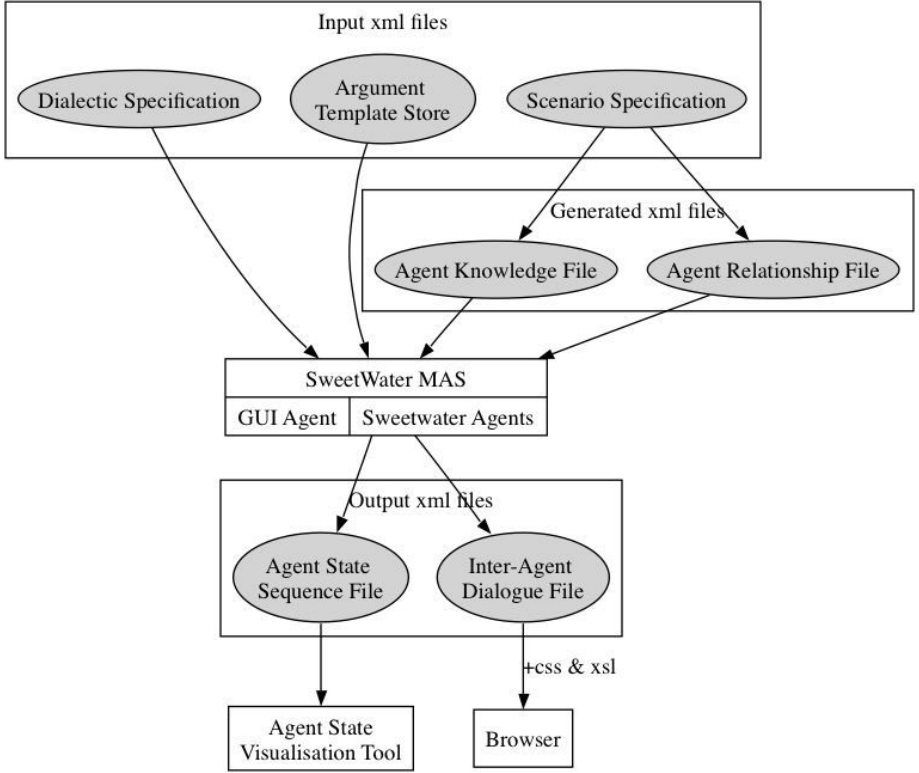 Input xml files
Dialectic Specification
Argument
Template Store
Scenario Specification
Generated xml files
Agent Knowledge File
Agent Relationship File
SweetWater MAS
GUI Agent
Sweetwater Agents
Output xml files
Agent State
Sequence File
Inter-Agent
Dialogue File
+css & xsl
Agent State
Visualisation Tool
Browser